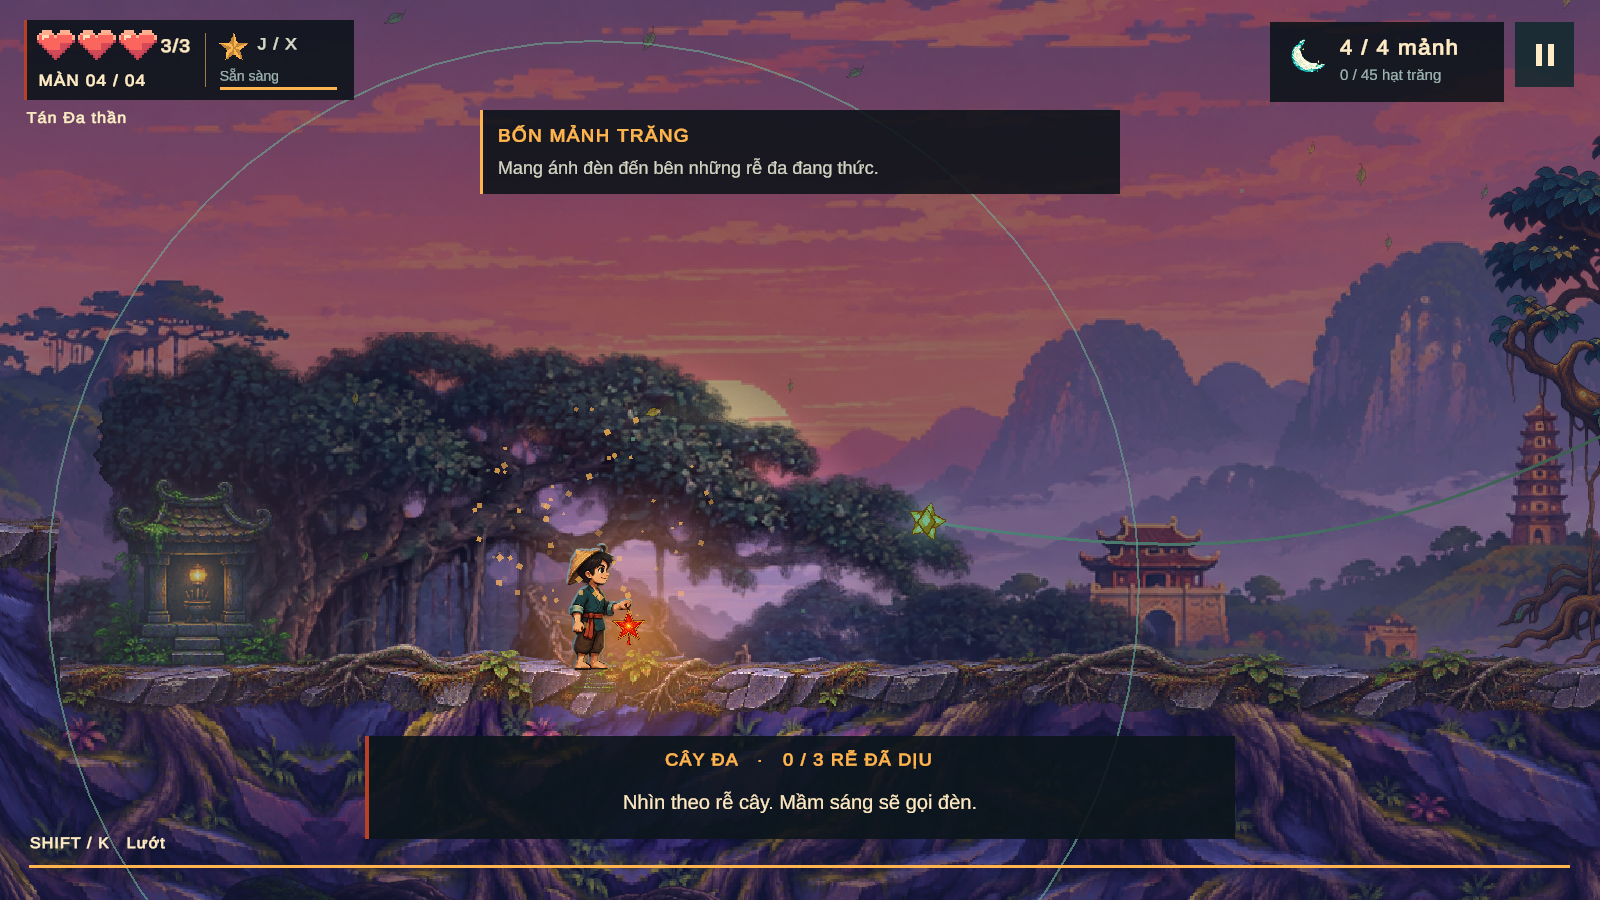 3/3
J / X
Sẵn sàng
MÀN 04 / 04
Tán Đa thần
4 / 4 mảnh
0 / 45 hạt trăng
BỐN MẢNH TRĂNG
Mang ánh đèn đến bên những rễ đa đang thức.
CÂY ĐA · 0 / 3 RỄ ĐÃ DỊU
Nhìn theo rễ cây. Mầm sáng sẽ gọi đèn.
SHIFT / K Lướt